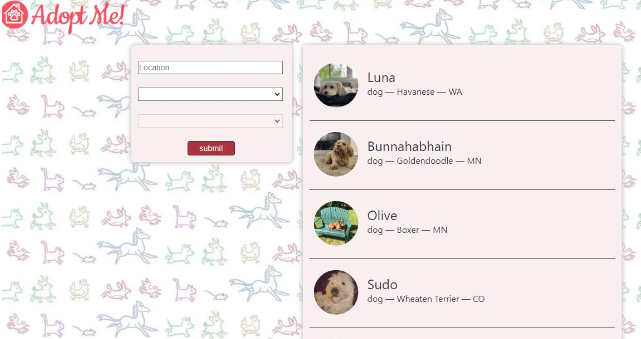 Adopt Me!
Location
submit
Luna
dog — Havanese — WA
Bunnahabhain
dog — Goldendoodle — MN
Olive
dog — Boxer — MN
Sudo
dog — Wheaten Terrier — CO